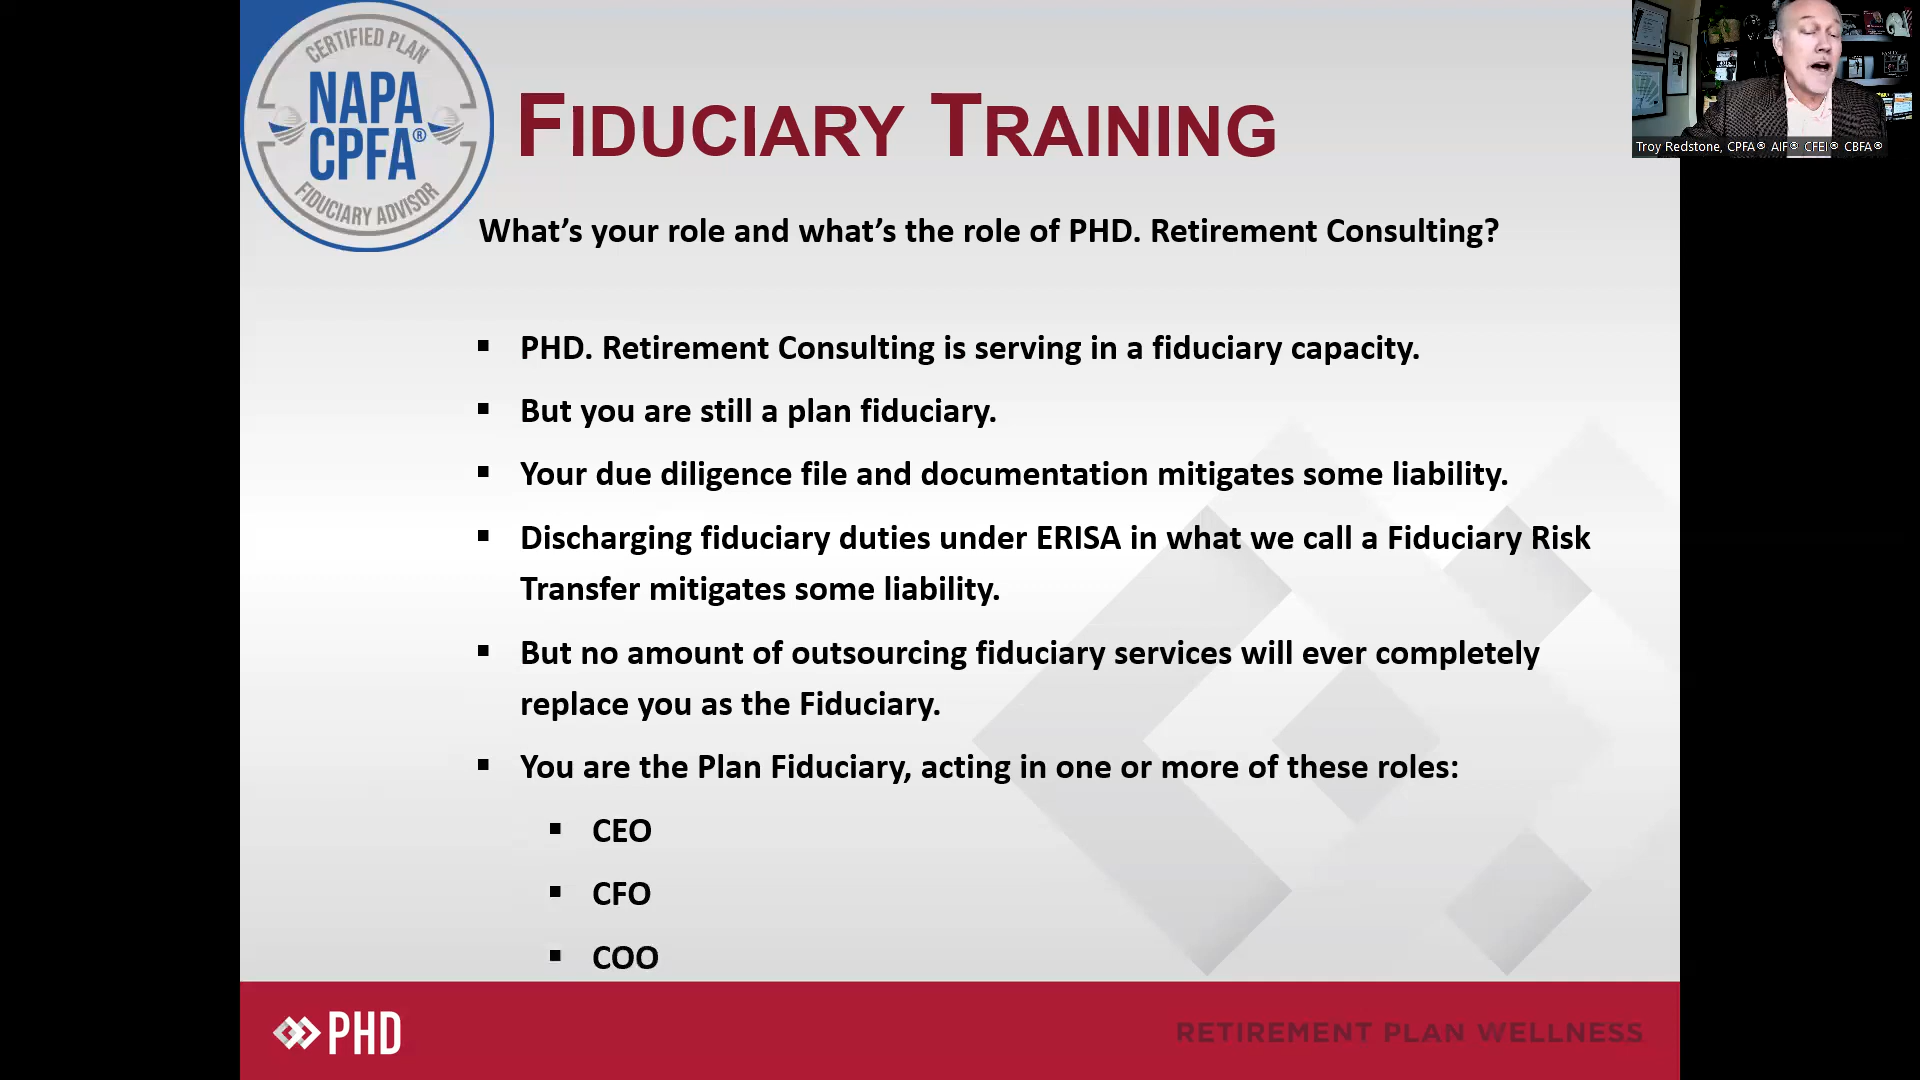 CERTIFIED PLAN
NAPA
CPFA®
FIDUCIARY ADVISOR
FIDUCIARY TRAINING
Troy Redstone, CPFA® AIF® CFEI® CBFA®
What’s your role and what’s the role of PHD. Retirement Consulting?
▪ PHD. Retirement Consulting is serving in a fiduciary capacity.
▪ But you are still a plan fiduciary.
▪ Your due diligence file and documentation mitigates some liability.
▪ Discharging fiduciary duties under ERISA in what we call a Fiduciary Risk
Transfer mitigates some liability.
▪ But no amount of outsourcing fiduciary services will ever completely
replace you as the Fiduciary.
▪ You are the Plan Fiduciary, acting in one or more of these roles:
▪ CEO
▪ CFO
▪ COO
PHD
RETIREMENT PLAN WELLNESS